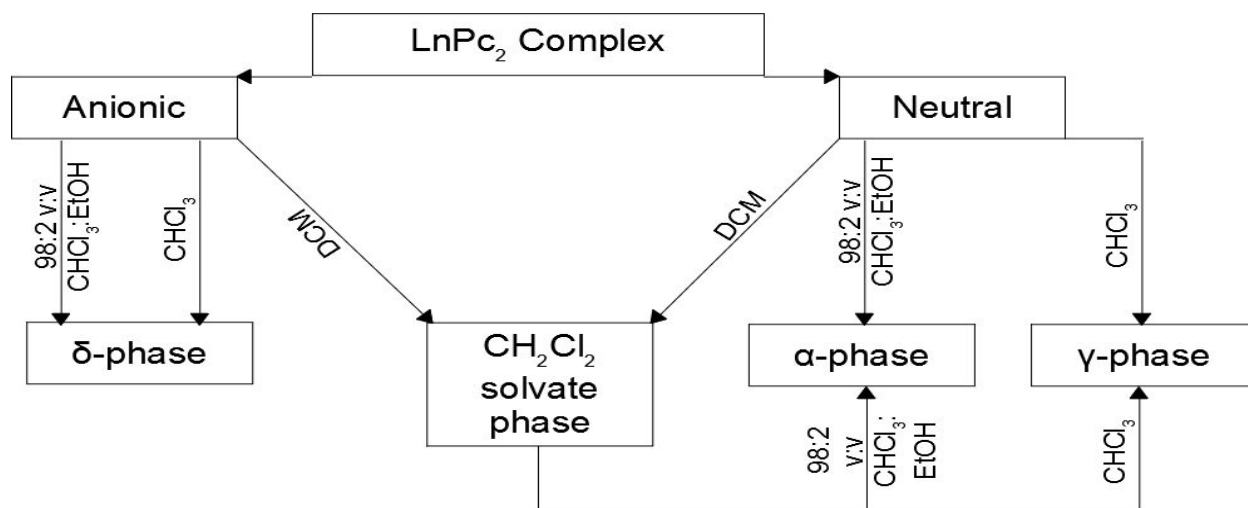 LnPc₂ Complex
Anionic
Neutral
98:2 v:v
CHCl₃:EtOH
CHCl₃
DCM
DCM
98:2 v:v
CHCl₃:EtOH
CHCl₃
δ-phase
CH₂Cl₂
solvate
phase
α-phase
γ-phase
98:2
v:v
CHCl₃:
EtOH
CHCl₃